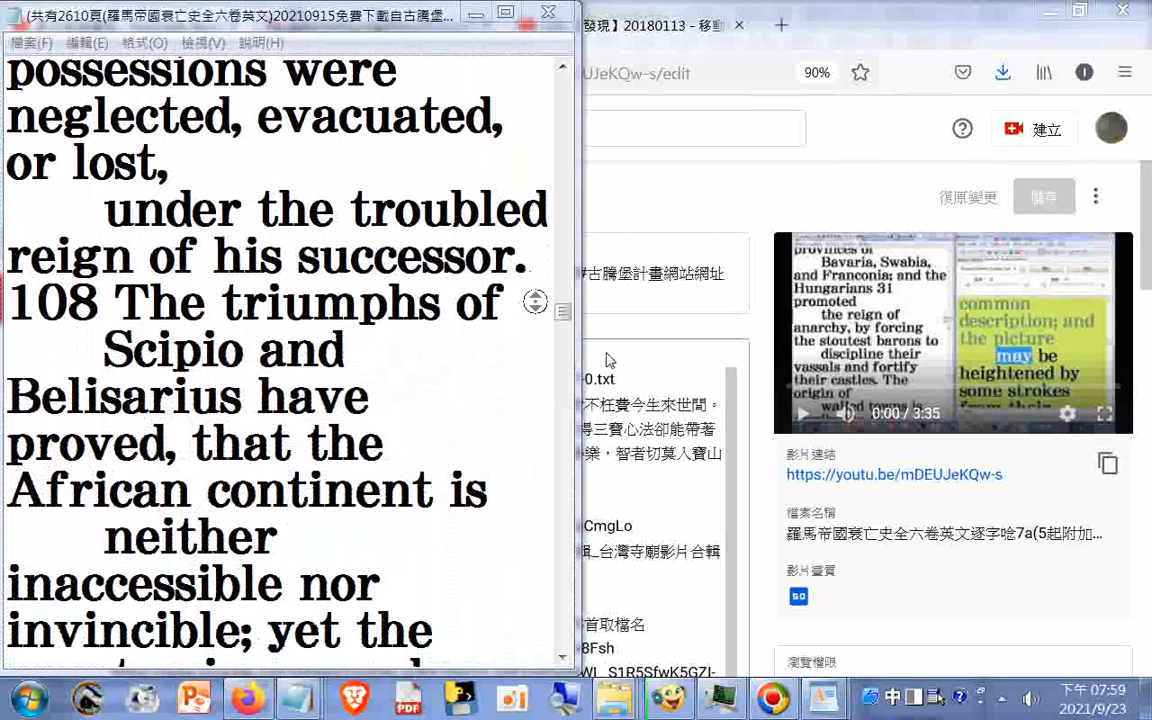 (共有2610頁(羅馬帝國衰亡史全六卷英文)20210915免費下載自古騰堡...
檔案(F) 編輯(E) 格式(O) 檢視(V) 說明(H)
possessions were
neglected, evacuated,
or lost,
under the troubled
reign of his successor.
108 The triumphs of
Scipio and
Belisarius have
proved, that the
African continent is
neither
inaccessible nor
invincible; yet the
發現】20180113 - 移動
JJeKQw-s/edit
90%
建立
復原變更
儲存
#古騰堡計畫網站網址
-0.txt
不枉費今生來世間。
得三寶心法卻能帶著
樂，智者切莫入寶山
CmgLo
輯_台灣寺廟影片合輯
首取檔名
8Fsh
WI_S1R5SfwK5GZI-
provinces of
Bavaria, Swabia,
and Franconia; and the
Hungarians 31
promoted
the reign of
anarchy, by forcing
the stoutest barons to
discipline their
vassals and fortify
their castles. The
origin of
walled towns is
common
description; and
the picture
may be
heightened by
some strokes
0:00 / 3:35
影片連結
https://youtu.be/mDEUJeKQw-s
檔案名稱
羅馬帝國衰亡史全六卷英文逐字唸7a(5起附加...
影片畫質
SD
瀏覽權限
中
下午 07:59
2021/9/23